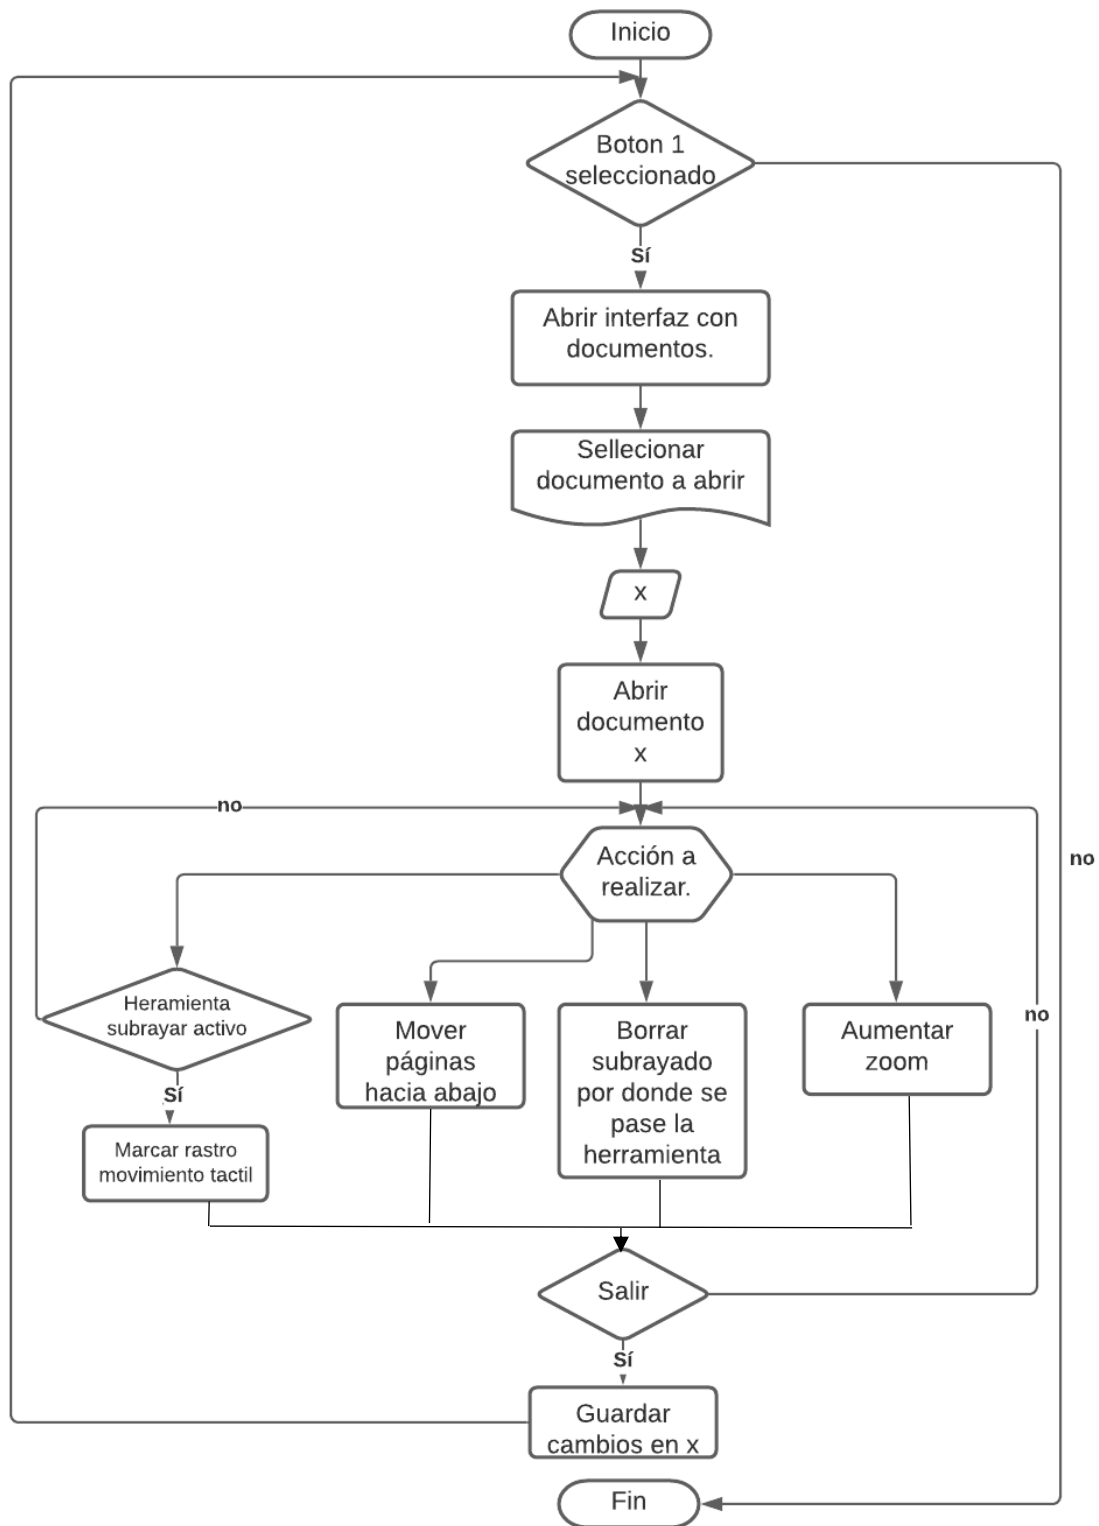 Inicio
Boton 1
seleccionado
Sí
Abrir interfaz con
documentos.
Sellecionar
documento a abrir
x
Abrir
documento
x
no
Acción a
realizar.
no
Heramienta
subrayar activo
Mover
páginas
hacia abajo
Borrar
subrayado
por donde se
pase la
herramienta
Aumentar
zoom
no
Sí
Marcar rastro
movimiento tactil
Salir
Sí
Guardar
cambios en x
Fin